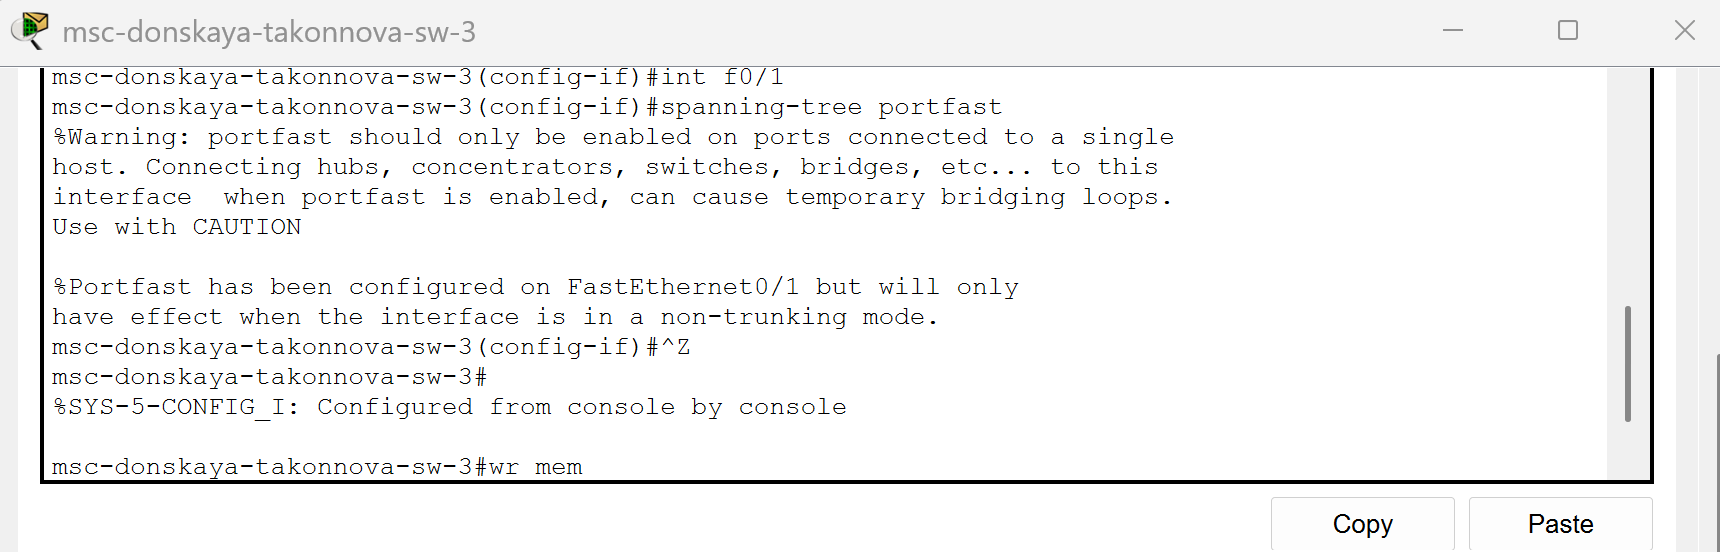 msc-donskaya-takonnova-sw-3
msc-donskaya-takonnova-sw-3(config-if)#int f0/1
msc-donskaya-takonnova-sw-3(config-if)#spanning-tree portfast
%Warning: portfast should only be enabled on ports connected to a single
host. Connecting hubs, concentrators, switches, bridges, etc... to this
interface  when portfast is enabled, can cause temporary bridging loops.
Use with CAUTION
%Portfast has been configured on FastEthernet0/1 but will only
have effect when the interface is in a non-trunking mode.
msc-donskaya-takonnova-sw-3(config-if)#^Z
msc-donskaya-takonnova-sw-3#
%SYS-5-CONFIG_I: Configured from console by console
msc-donskaya-takonnova-sw-3#wr mem
Copy Paste